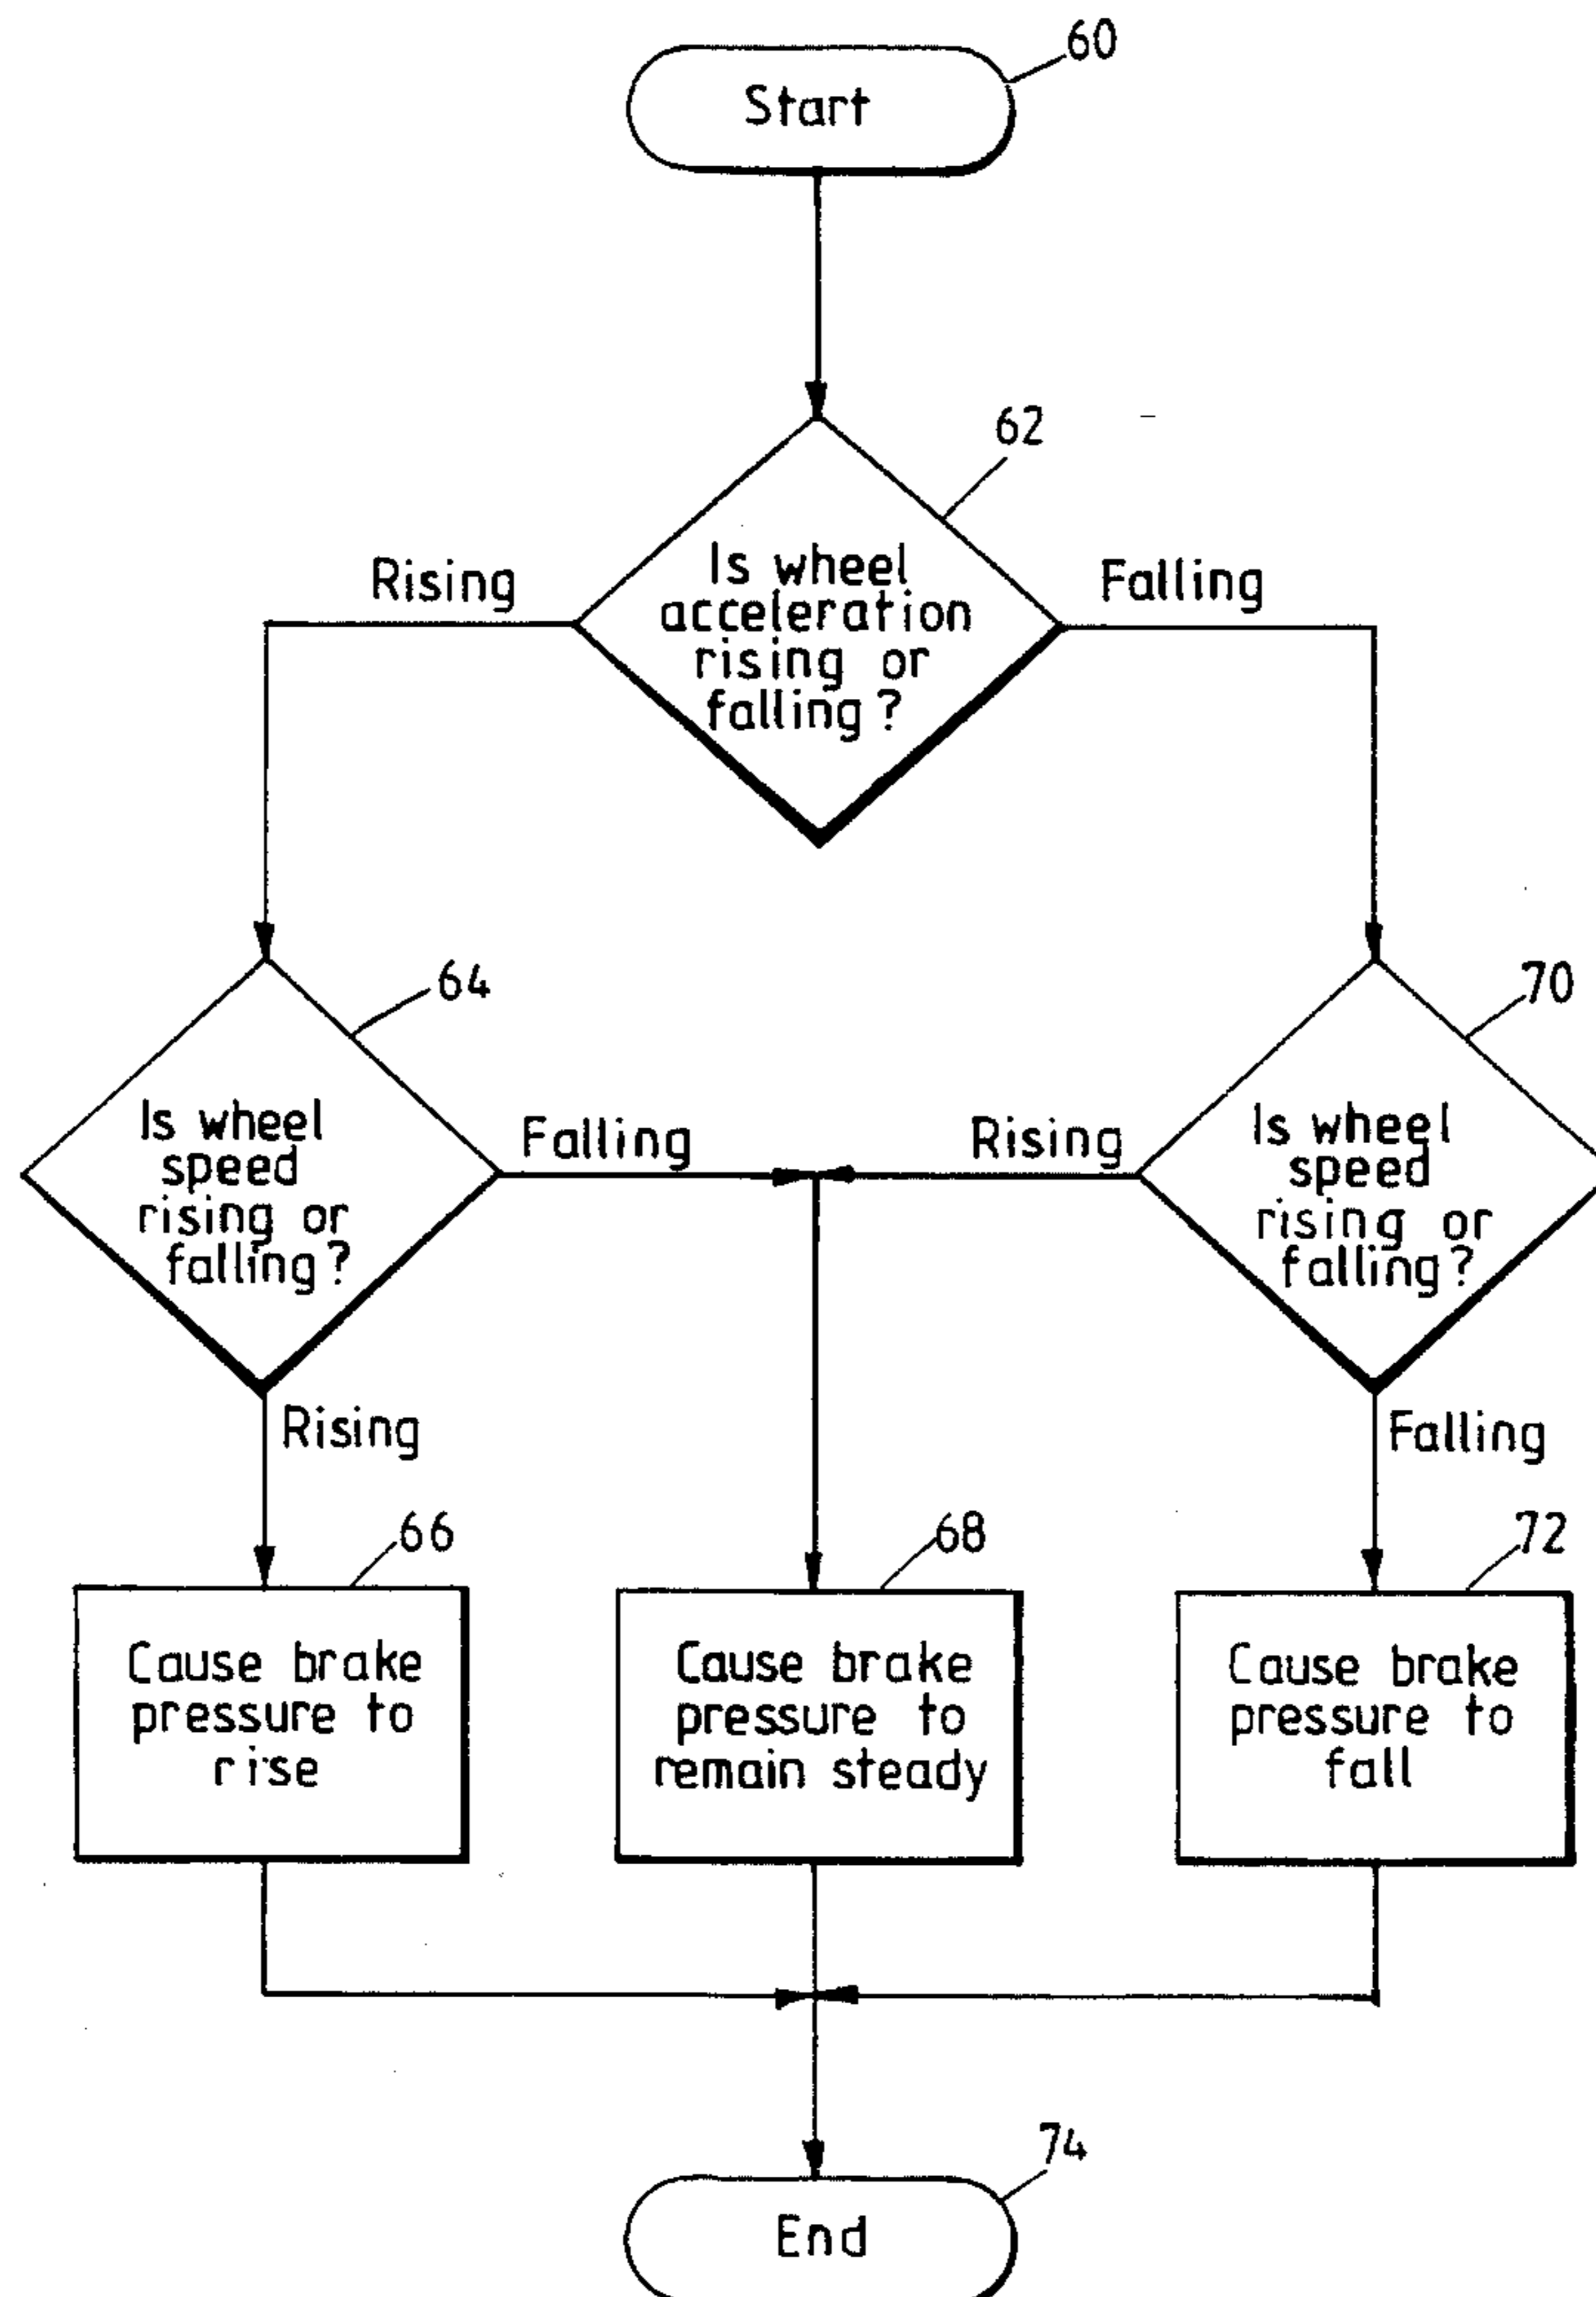 60
Start
62
Rising
Is wheel
acceleration
rising or
falling?
Falling
64
70
Is wheel
speed
rising or
falling?
Falling
Rising
Is wheel
speed
rising or
falling?
Rising
Falling
66
68
72
Cause brake
pressure to
rise
Cause brake
pressure to
remain steady
Cause brake
pressure to
fall
74
End